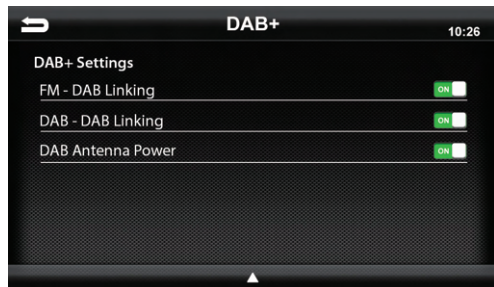 DAB+
10:26
DAB+ Settings
FM - DAB Linking ON
DAB - DAB Linking ON
DAB Antenna Power ON